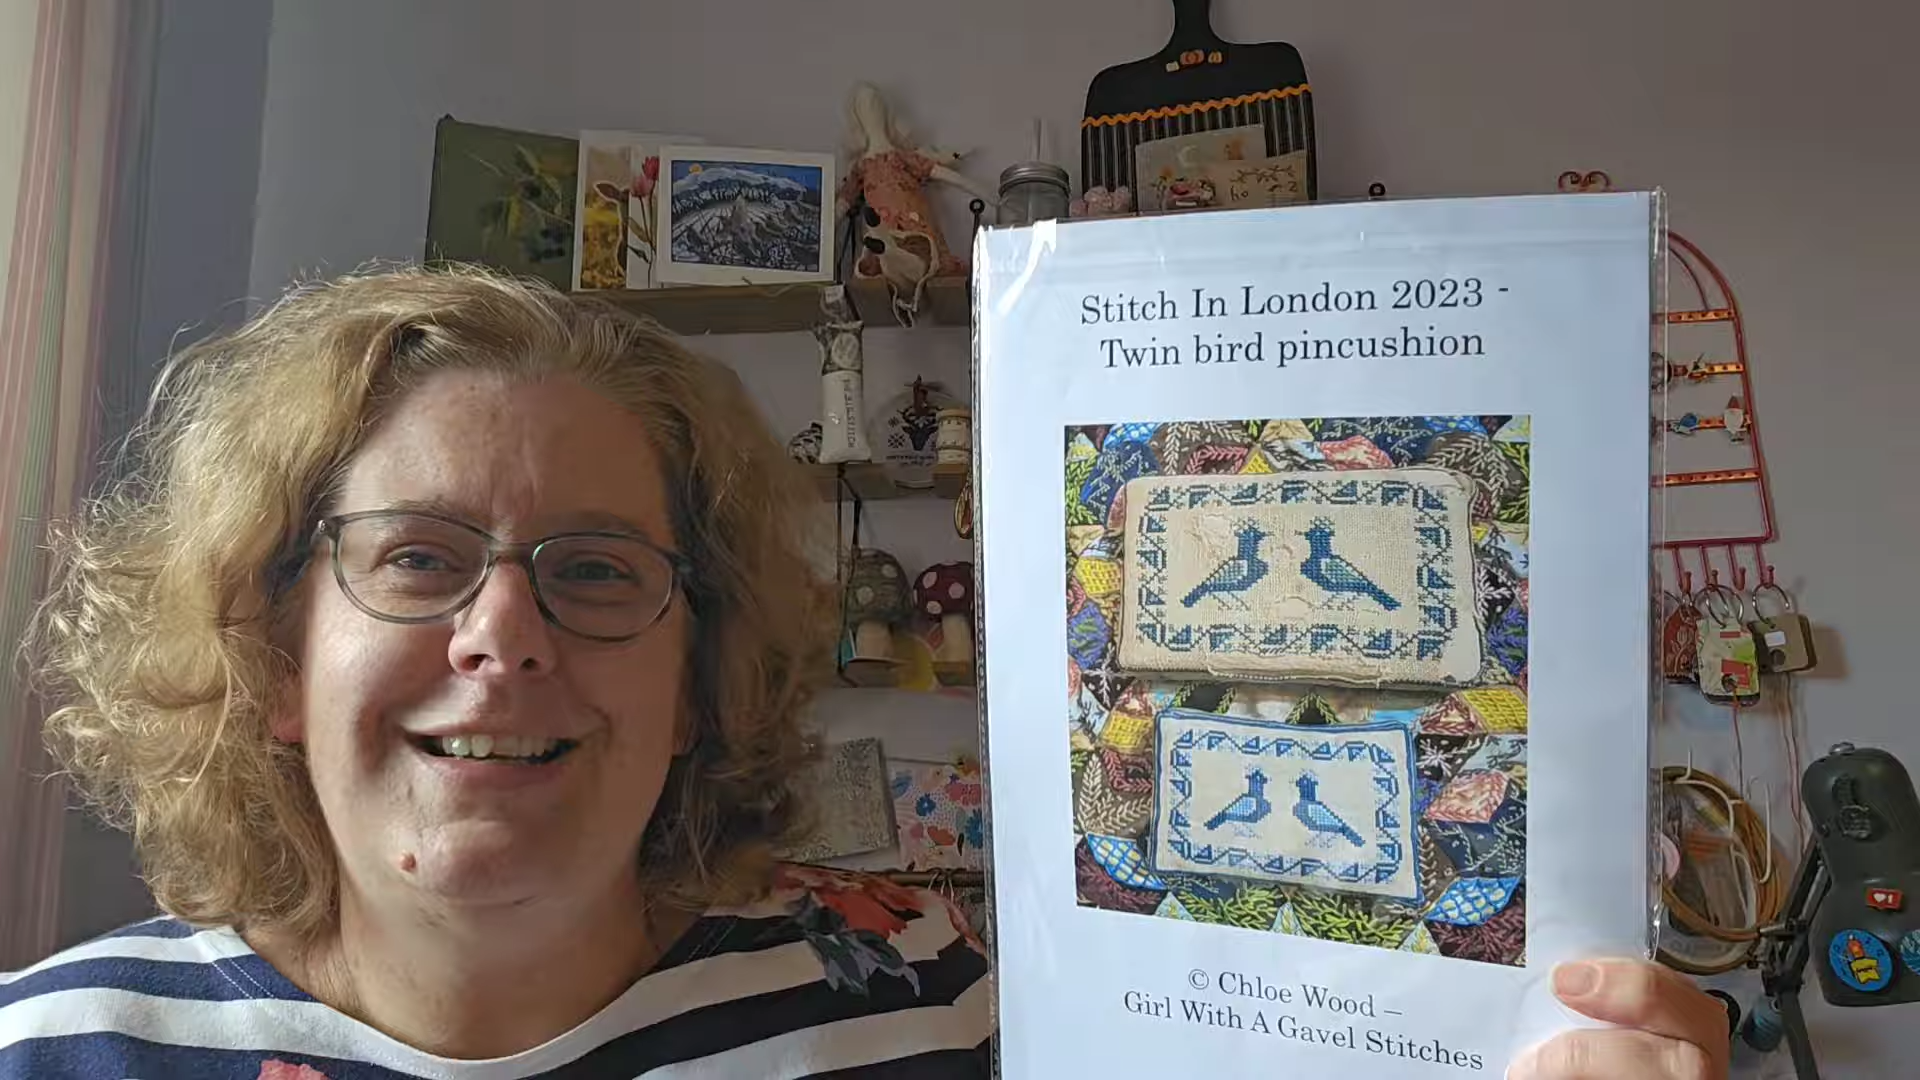 Stitch In London 2023 -
Twin bird pincushion
© Chloe Wood –
Girl With A Gavel Stitches